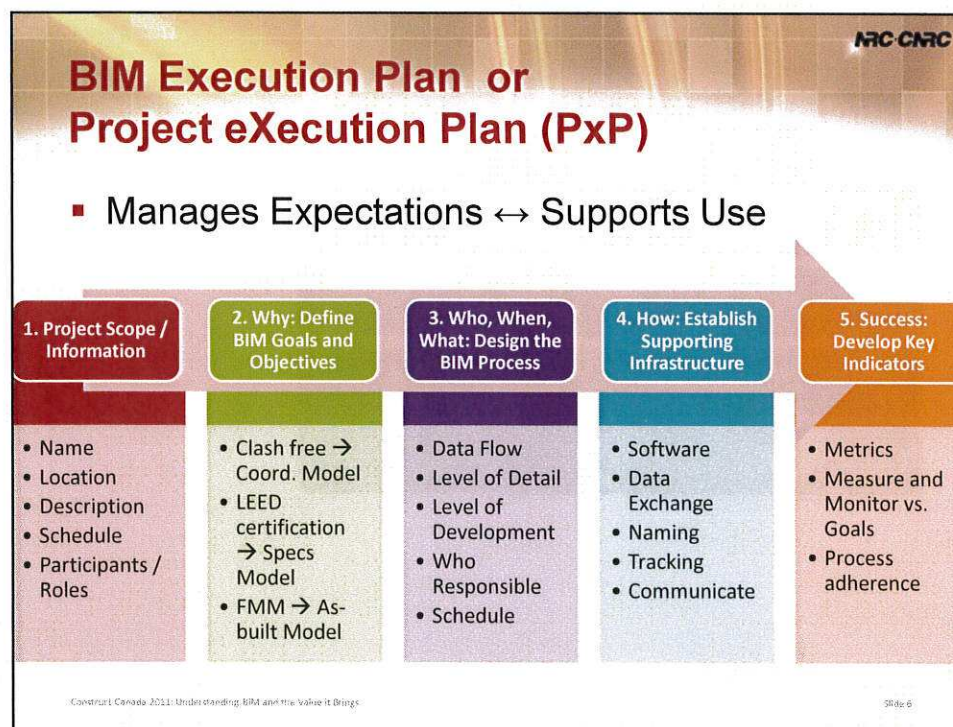 NRC·CNRC
BIM Execution Plan or
Project eXecution Plan (PxP)
▪ Manages Expectations ↔ Supports Use
1. Project Scope /
Information
2. Why: Define
BIM Goals and
Objectives
3. Who, When,
What: Design the
BIM Process
4. How: Establish
Supporting
Infrastructure
5. Success:
Develop Key
Indicators
• Name
• Location
• Description
• Schedule
• Participants /
Roles
• Clash free →
Coord. Model
• LEED
certification
→ Specs
Model
• FMM → As-
built Model
• Data Flow
• Level of Detail
• Level of
Development
• Who
Responsible
• Schedule
• Software
• Data
Exchange
• Naming
• Tracking
• Communicate
• Metrics
• Measure and
Monitor vs.
Goals
• Process
adherence
Construct Canada 2011: Understanding BIM and the Value it Brings
Slide 6